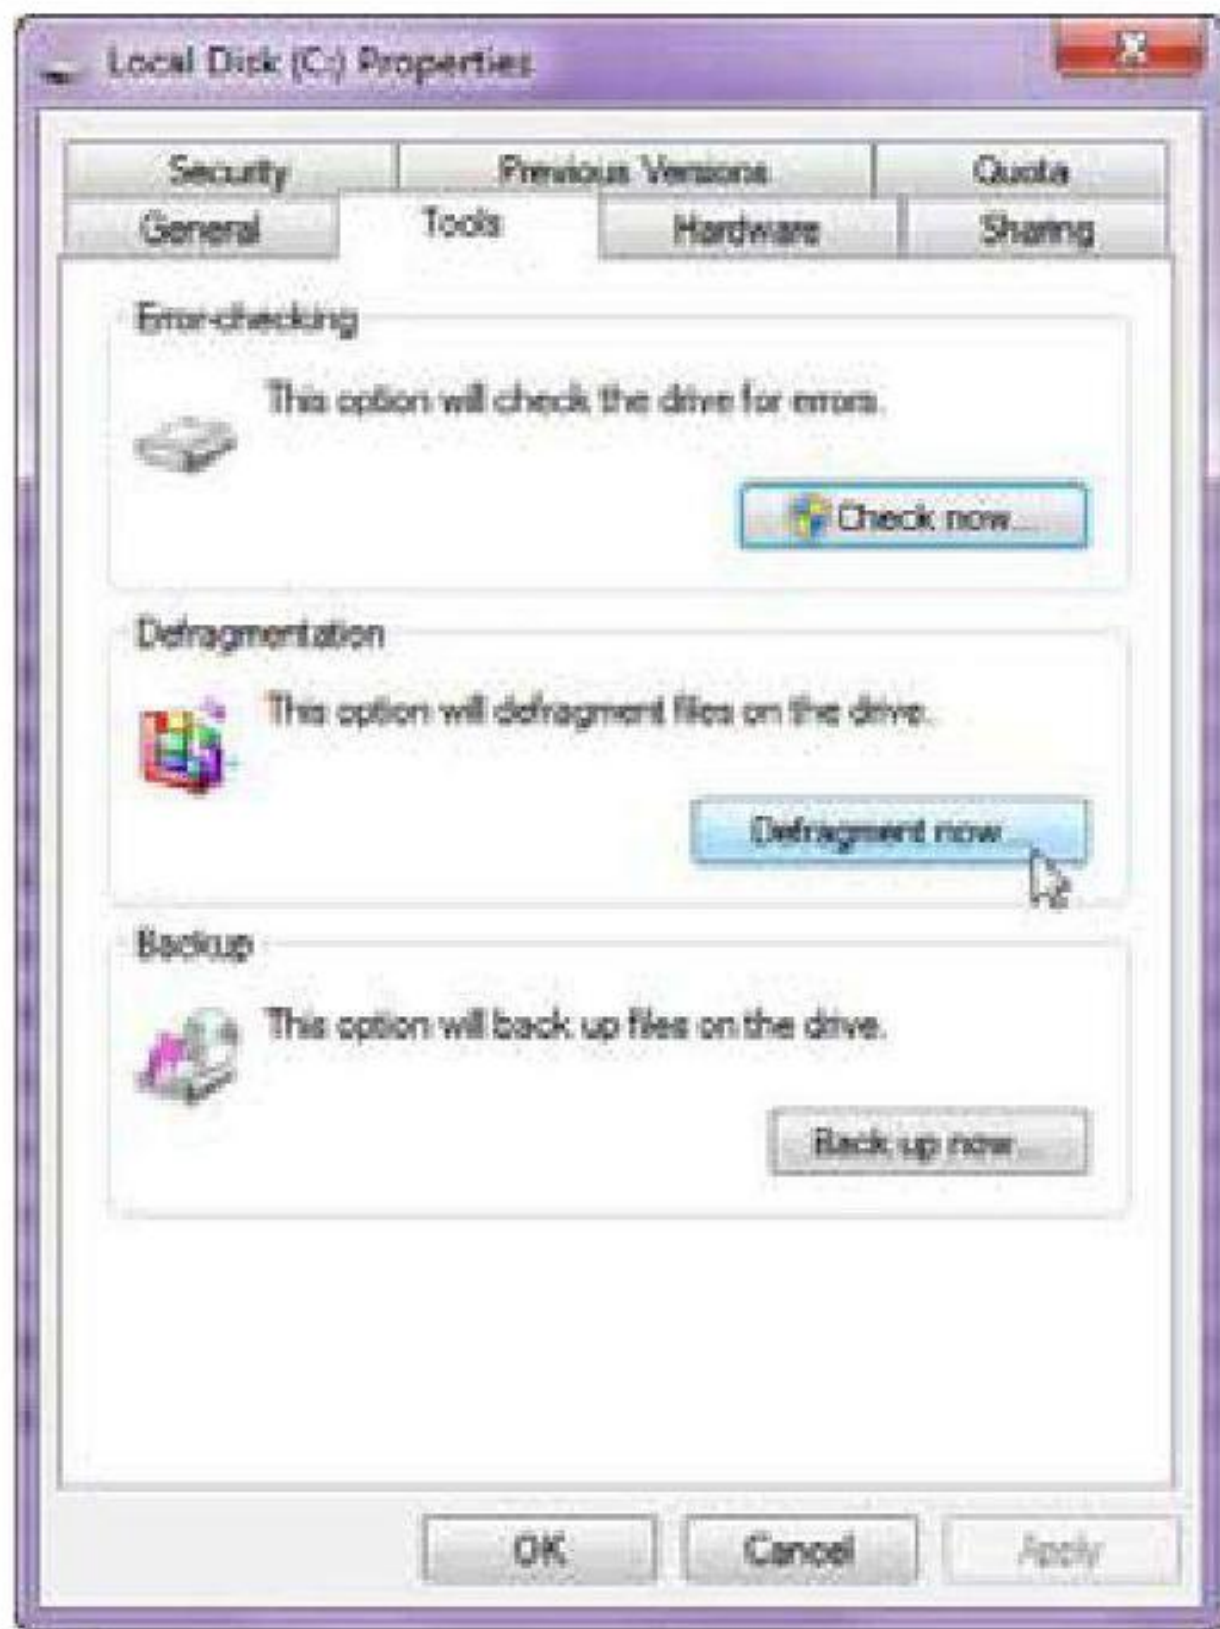 Local Disk (C:) Properties
Security Previous Versions Quota
General Tools Hardware Sharing
Error-checking
This option will check the drive for errors.
Check now...
Defragmentation
This option will defragment files on the drive.
Defragment now...
Backup
This option will back up files on the drive.
Back up now...
OK Cancel Apply